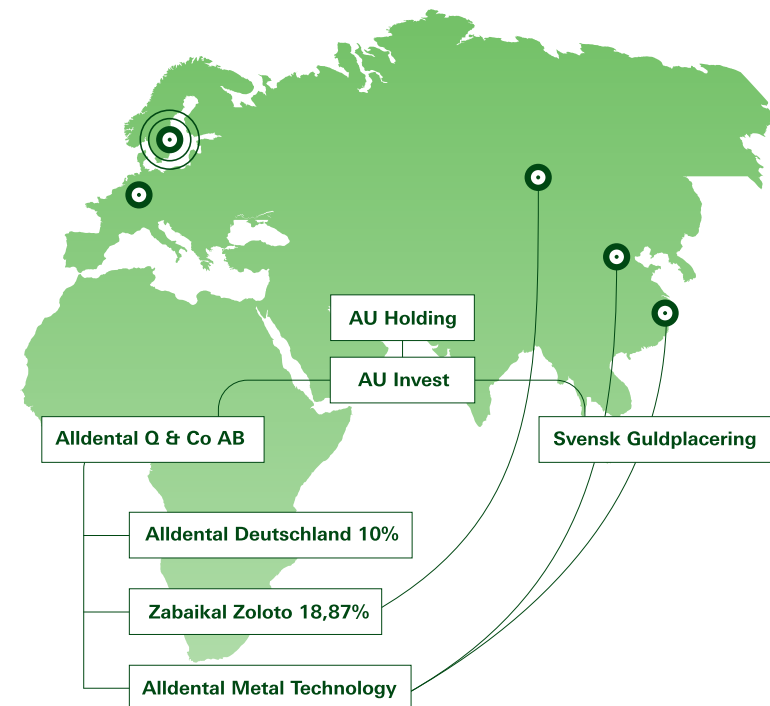 AU Holding
AU Invest
Alldental Q & Co AB
Svensk Guldplacering
Alldental Deutschland 10%
Zabaikal Zoloto 18,87%
Alldental Metal Technology